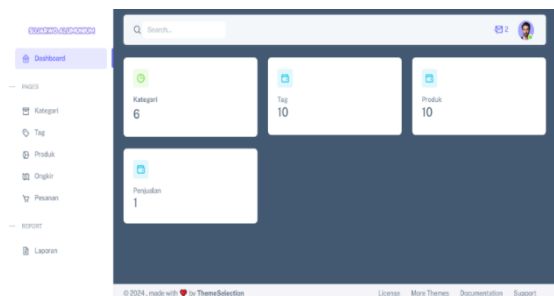 Search...
2
Dashboard
PAGES
Kategori
Tag
Produk
Ongkir
Pesanan
REPORT
Laporan
Kategori
6
Tag
10
Produk
10
Penjualan
1
© 2024 , made with ❤ by ThemeSelection
License More Themes Documentation Support